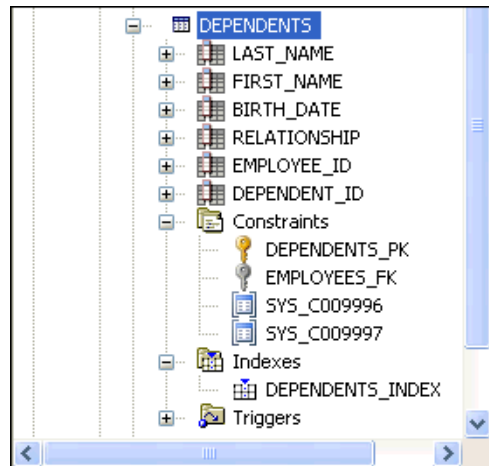 DEPENDENTS
LAST_NAME
FIRST_NAME
BIRTH_DATE
RELATIONSHIP
EMPLOYEE_ID
DEPENDENT_ID
Constraints
DEPENDENTS_PK
EMPLOYEES_FK
SYS_C009996
SYS_C009997
Indexes
DEPENDENTS_INDEX
Triggers